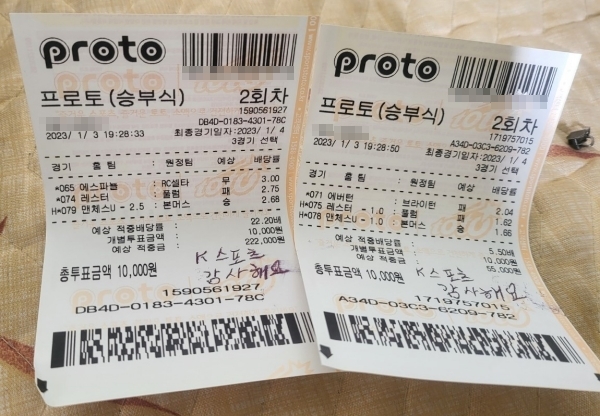 proto
프로토(승부식) 2회차
1590561927
DB4D-0183-4301-78C
2023/ 1/ 3 19:28:33 최종경기일자:2023/ 1/ 4
3경기 선택
경기 홈팀 : 원정팀 예상 배당률
*065 에스파뇰 : RC셀타 무 3.00
*074 레스터 : 풀럼 패 2.75
H*079 맨체스U - 2.5 : 본머스 승 2.68
예상 적중배당률 22.20배
개별투표금액 10,000원
예상 적중금 222,000원
총투표금액 10,000원
K스포츠
감사해요
1590561927
DB4D-0183-4301-78C
proto
프로토(승부식) 2회차
1719757015
A34D-03C3-6209-782
2023/ 1/ 3 19:28:50 최종경기일자:2023/ 1/ 4
3경기 선택
경기 홈팀 : 원정팀 예상 배당률
*071 에버턴 : 브라이턴 패 2.04
H*075 레스터 - 1.0 : 풀럼 패 1.62
H*078 맨체스U - 1.0 : 본머스 승 1.66
예상 적중배당률 5.50배
개별투표금액 10,000원
예상 적중금 55,000원
총투표금액 10,000원
K스포츠
감사해요
1719757015
A34D-03C3-6209-782